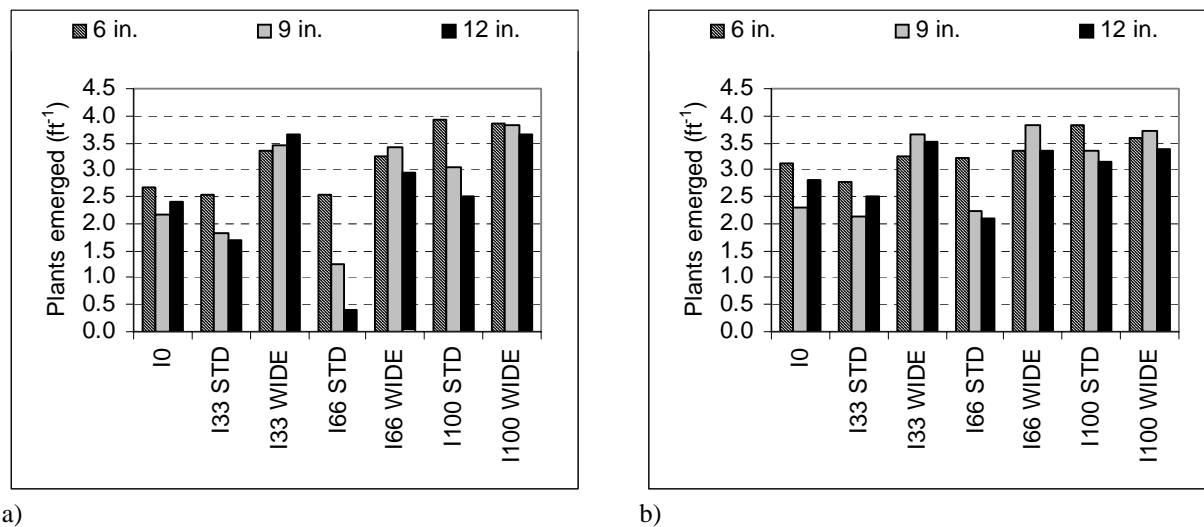 6 in. 9 in. 12 in.
Plants emerged (ft-1)
4.5
4.0
3.5
3.0
2.5
2.0
1.5
1.0
0.5
0.0
I0
I33 STD
I33 WIDE
I66 STD
I66 WIDE
I100 STD
I100 WIDE
a)
6 in. 9 in. 12 in.
Plants emerged (ft-1)
4.5
4.0
3.5
3.0
2.5
2.0
1.5
1.0
0.5
0.0
I0
I33 STD
I33 WIDE
I66 STD
I66 WIDE
I100 STD
I100 WIDE
b)